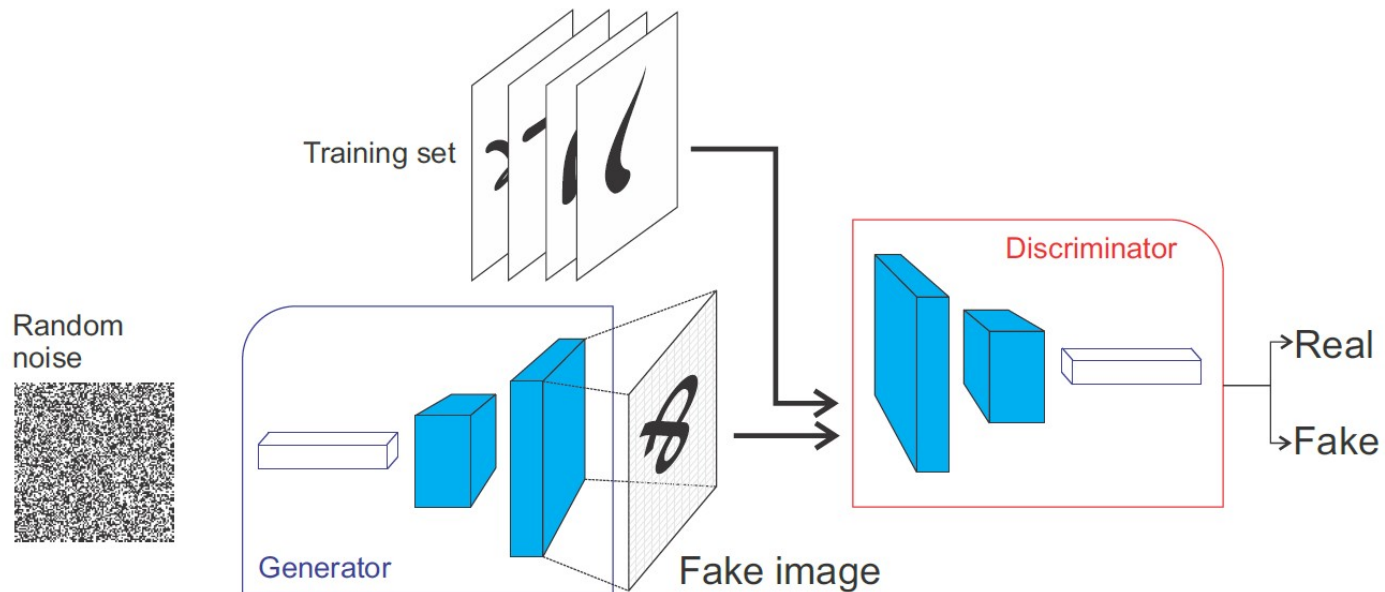 Training set
Discriminator
Random
noise
Real
Fake
Generator
Fake image